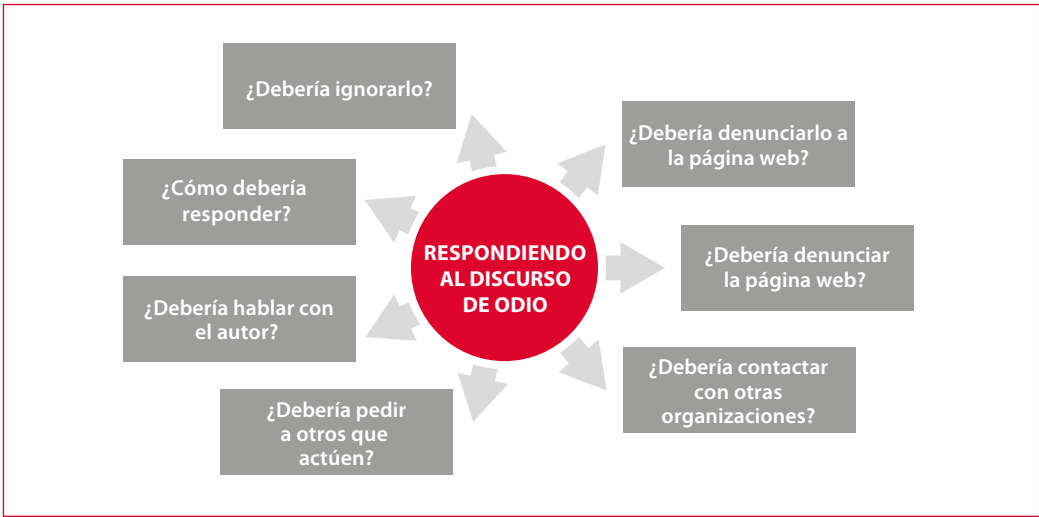 ¿Debería ignorarlo?
¿Debería denunciarlo a
la página web?
¿Cómo debería
responder?
RESPONDIENDO
AL DISCURSO
DE ODIO
¿Debería denunciar
la página web?
¿Debería hablar con
el autor?
¿Debería contactar
con otras
organizaciones?
¿Debería pedir
a otros que
actúen?